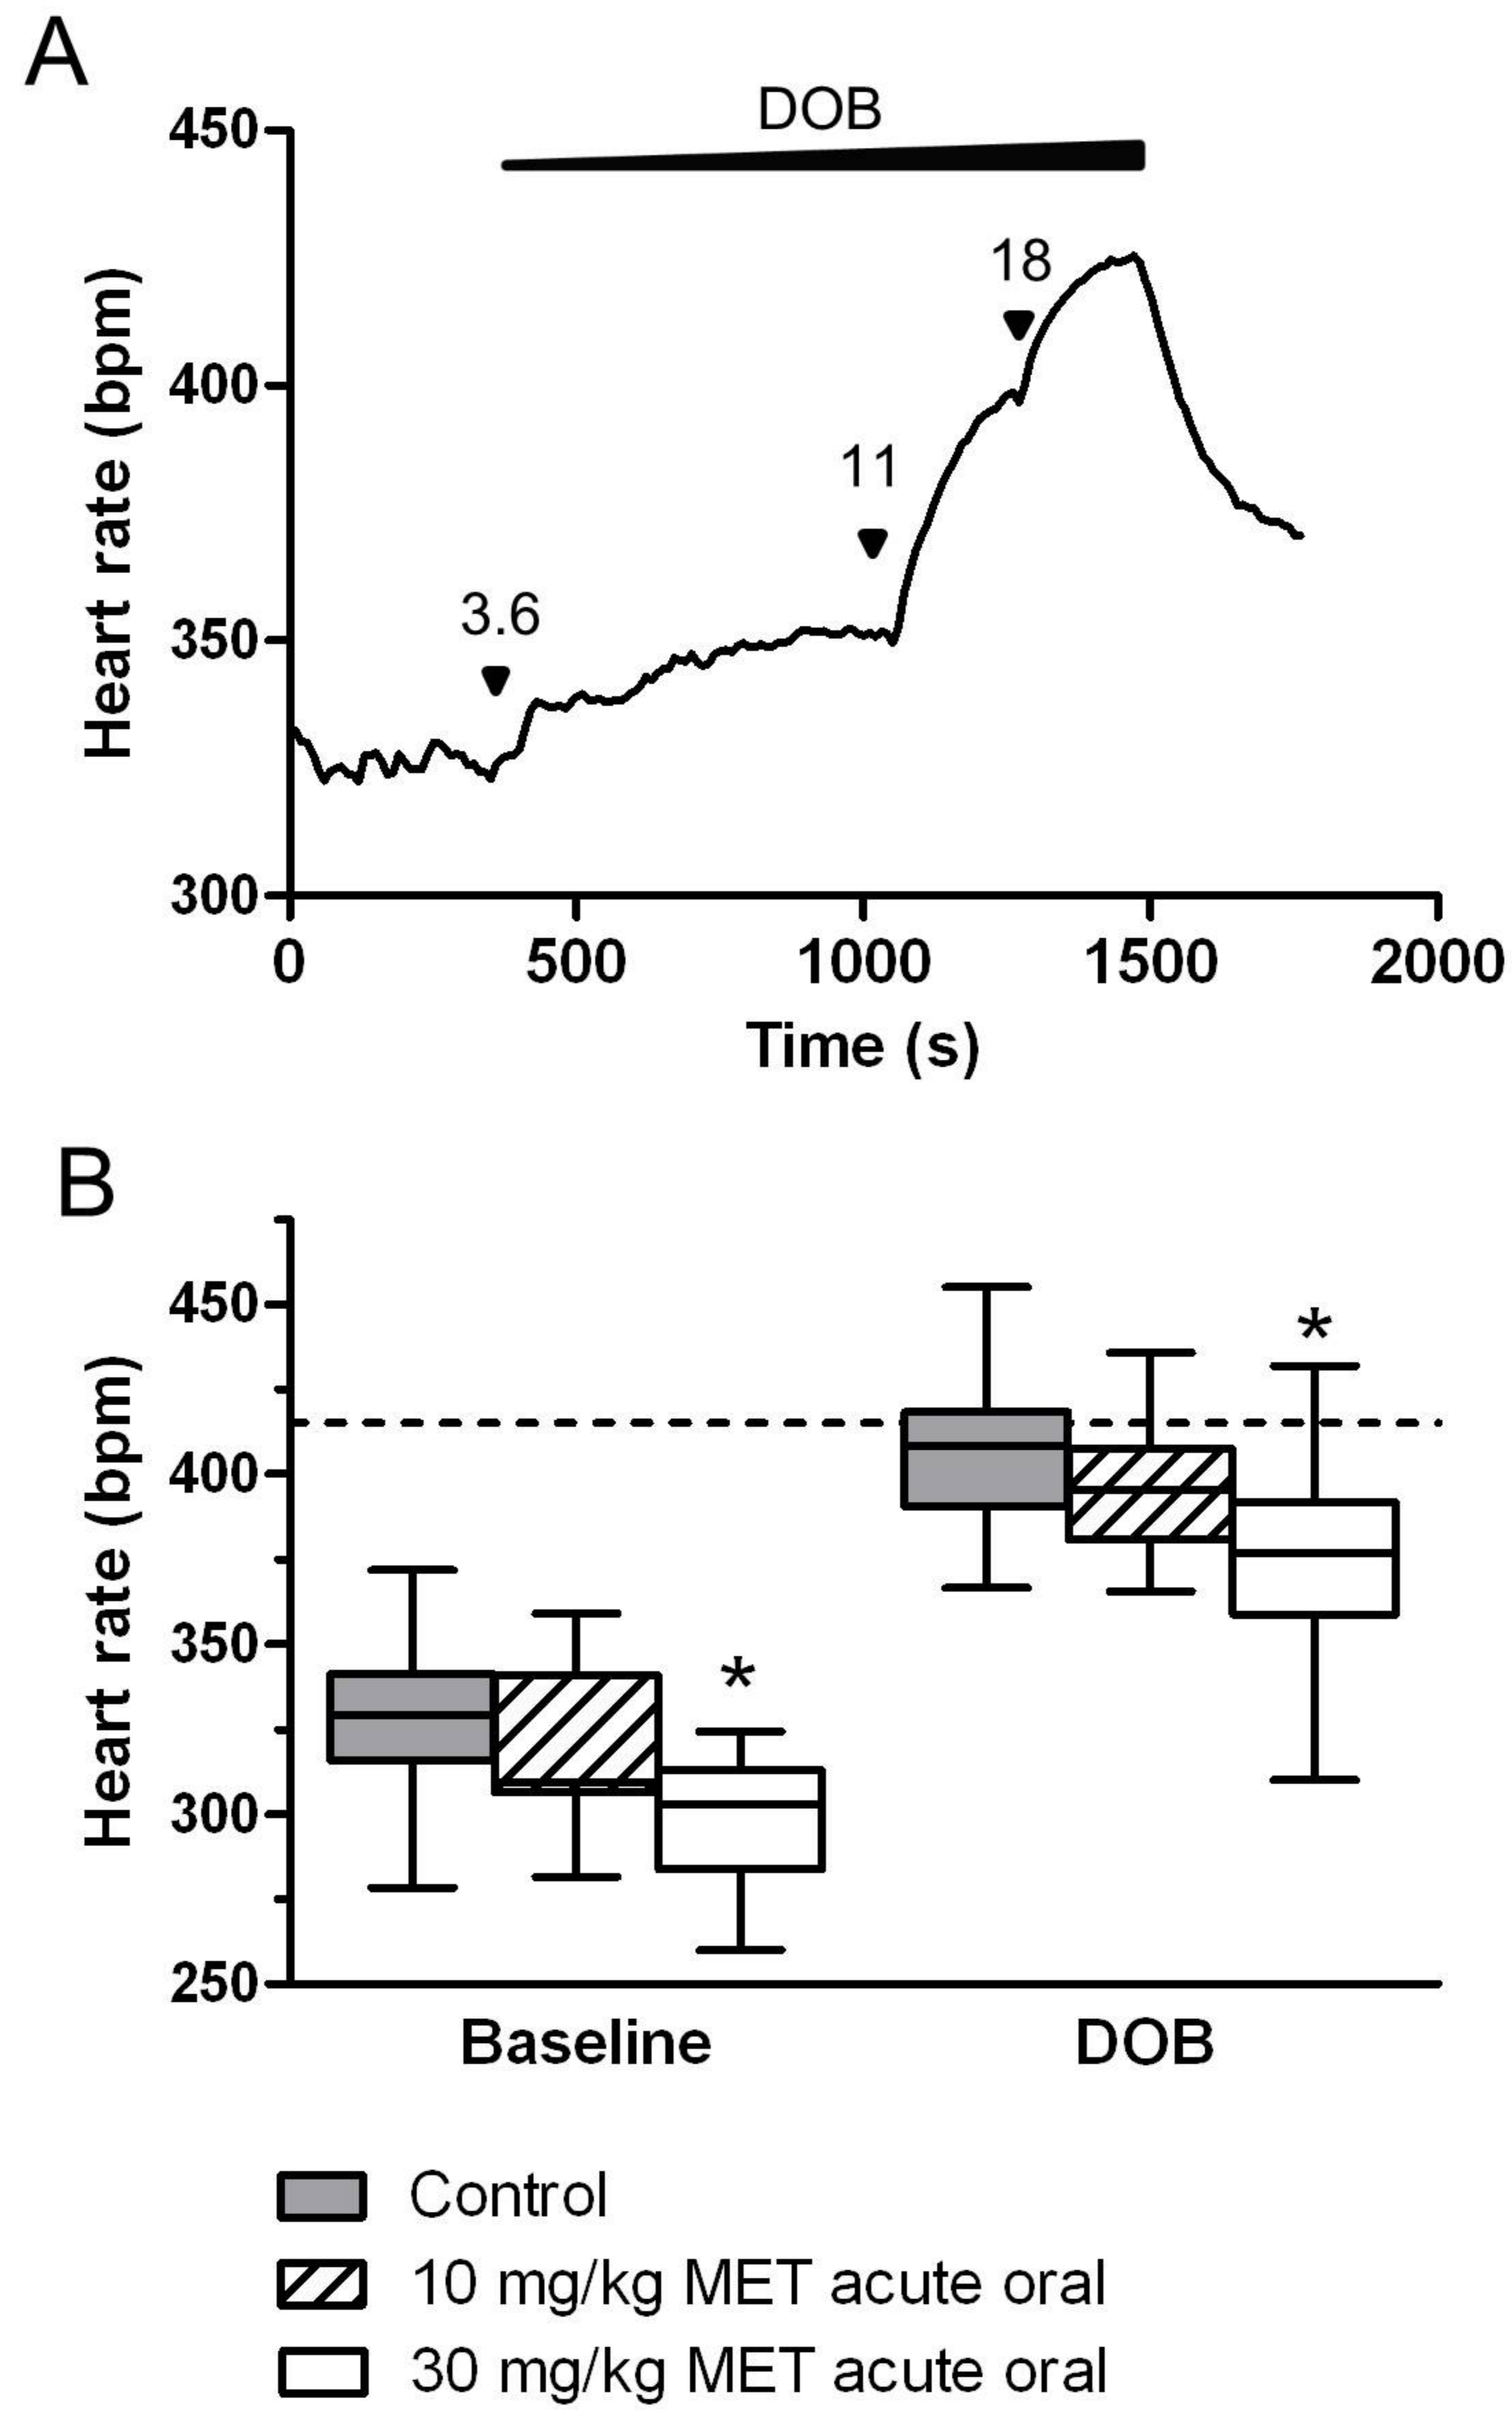 A
DOB
450
400
350
300
Heart rate (bpm)
3.6
11
18
0 500 1000 1500 2000
Time (s)
B
450
400
350
300
250
Heart rate (bpm)
*
*
Baseline DOB
Control
10 mg/kg MET acute oral
30 mg/kg MET acute oral